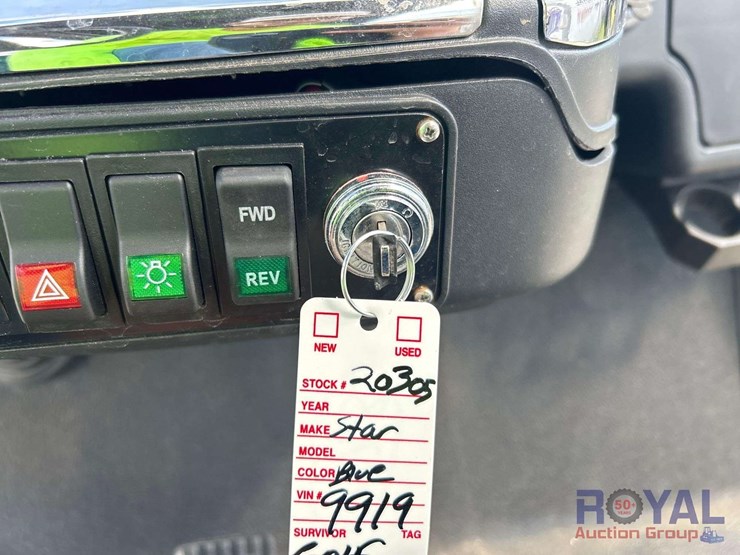 FWD
REV
NEW USED
STOCK # 20305
YEAR
MAKE Star
MODEL
COLOR Blue
VIN # 9919
SURVIVOR TAG
ROYAL
50+
YEARS
Auction Group